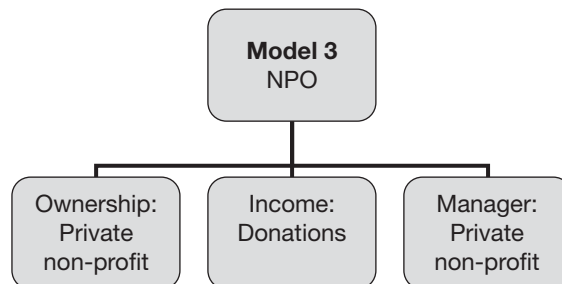 Model 3
NPO
Ownership:
Private
non-profit
Income:
Donations
Manager:
Private
non-profit